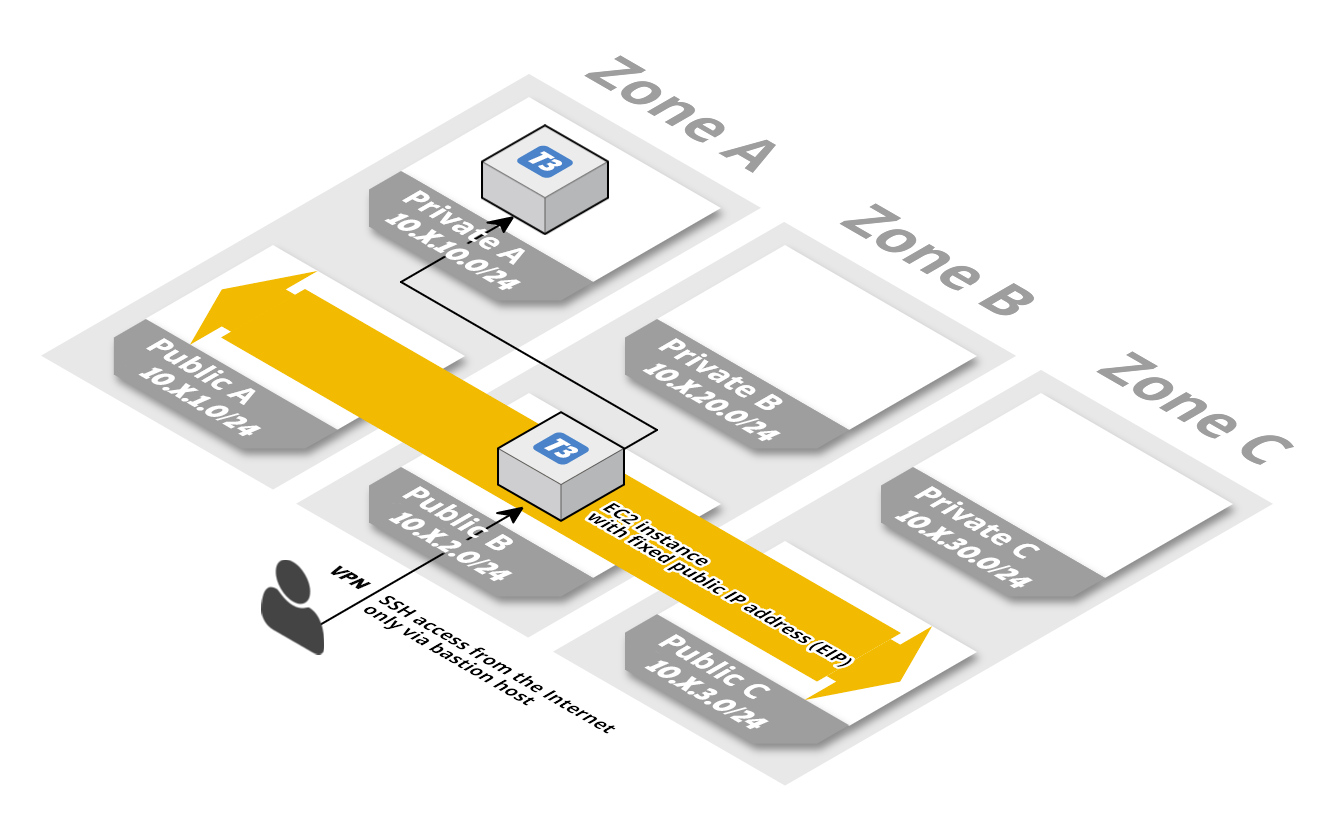 Zone A
T3
Private A
10.X.10.0/24
Zone B
Private B
10.X.20.0/24
Public A
10.X.1.0/24
Zone C
T3
Private C
10.X.30.0/24
Public B
10.X.2.0/24
EC2 instance
with fixed public IP address (EIP)
VPN
SSH access from the Internet
only via bastion host
Public C
10.X.3.0/24